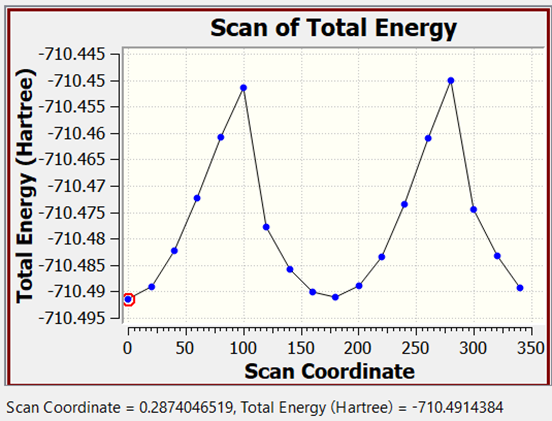 Scan of Total Energy
Total Energy (Hartree)
-710.445
-710.45
-710.455
-710.46
-710.465
-710.47
-710.475
-710.48
-710.485
-710.49
-710.495
0 50 100 150 200 250 300 350
Scan Coordinate
Scan Coordinate = 0.2874046519, Total Energy (Hartree) = -710.4914384